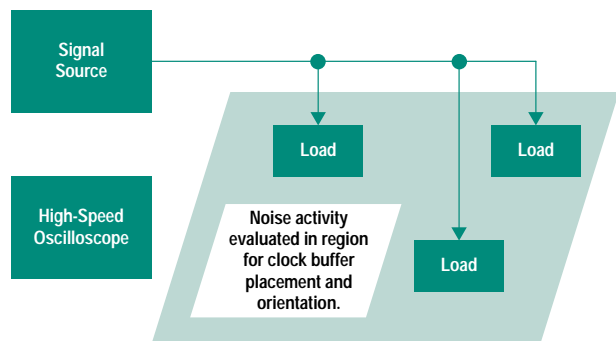 Signal
Source
Load
Load
High-Speed
Oscilloscope
Noise activity
evaluated in region
for clock buffer
placement and
orientation.
Load